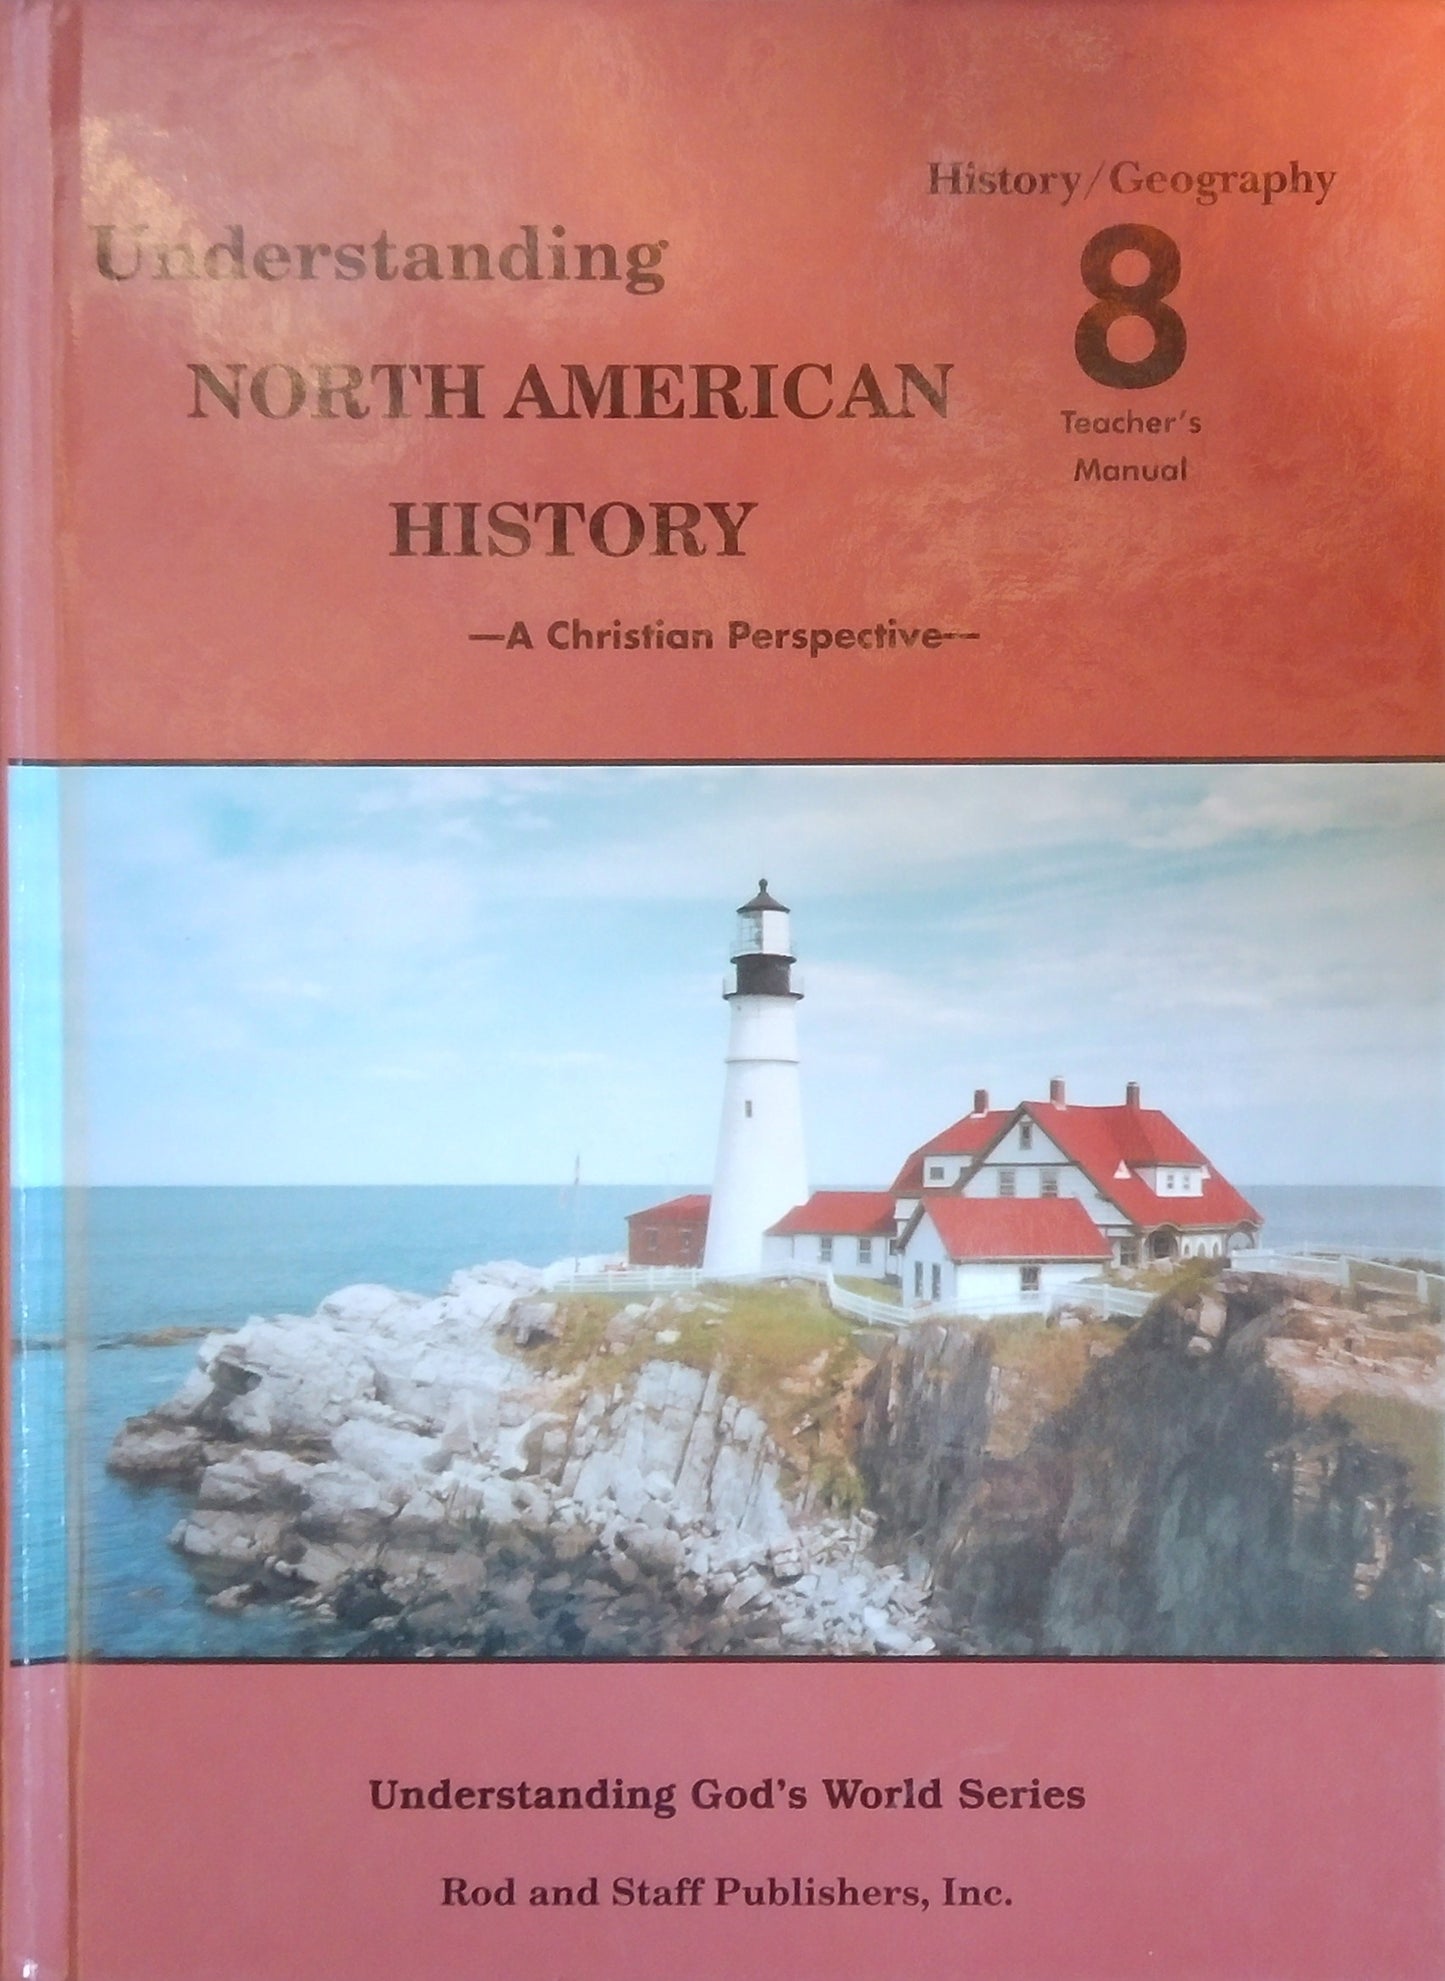 History/Geography
8
Teacher's
Manual
Understanding
NORTH AMERICAN
HISTORY
—A Christian Perspective—
Understanding God's World Series
Rod and Staff Publishers, Inc.